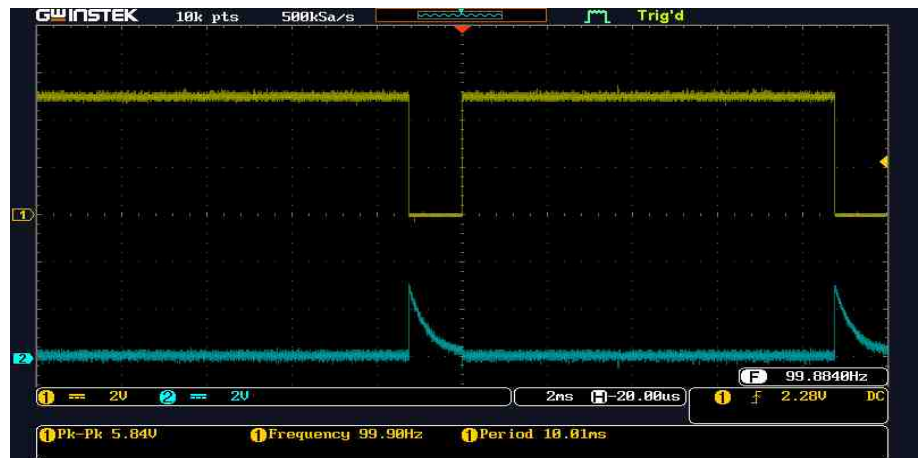 GWINSTEK 10k pts 500kSa/s Trig'd
1
2
F 99.8840Hz
1 2V 2 2V 2ms H -20.00us 1 2.28V DC
1 Pk-Pk 5.84V 1 Frequency 99.90Hz 1 Period 10.01ms